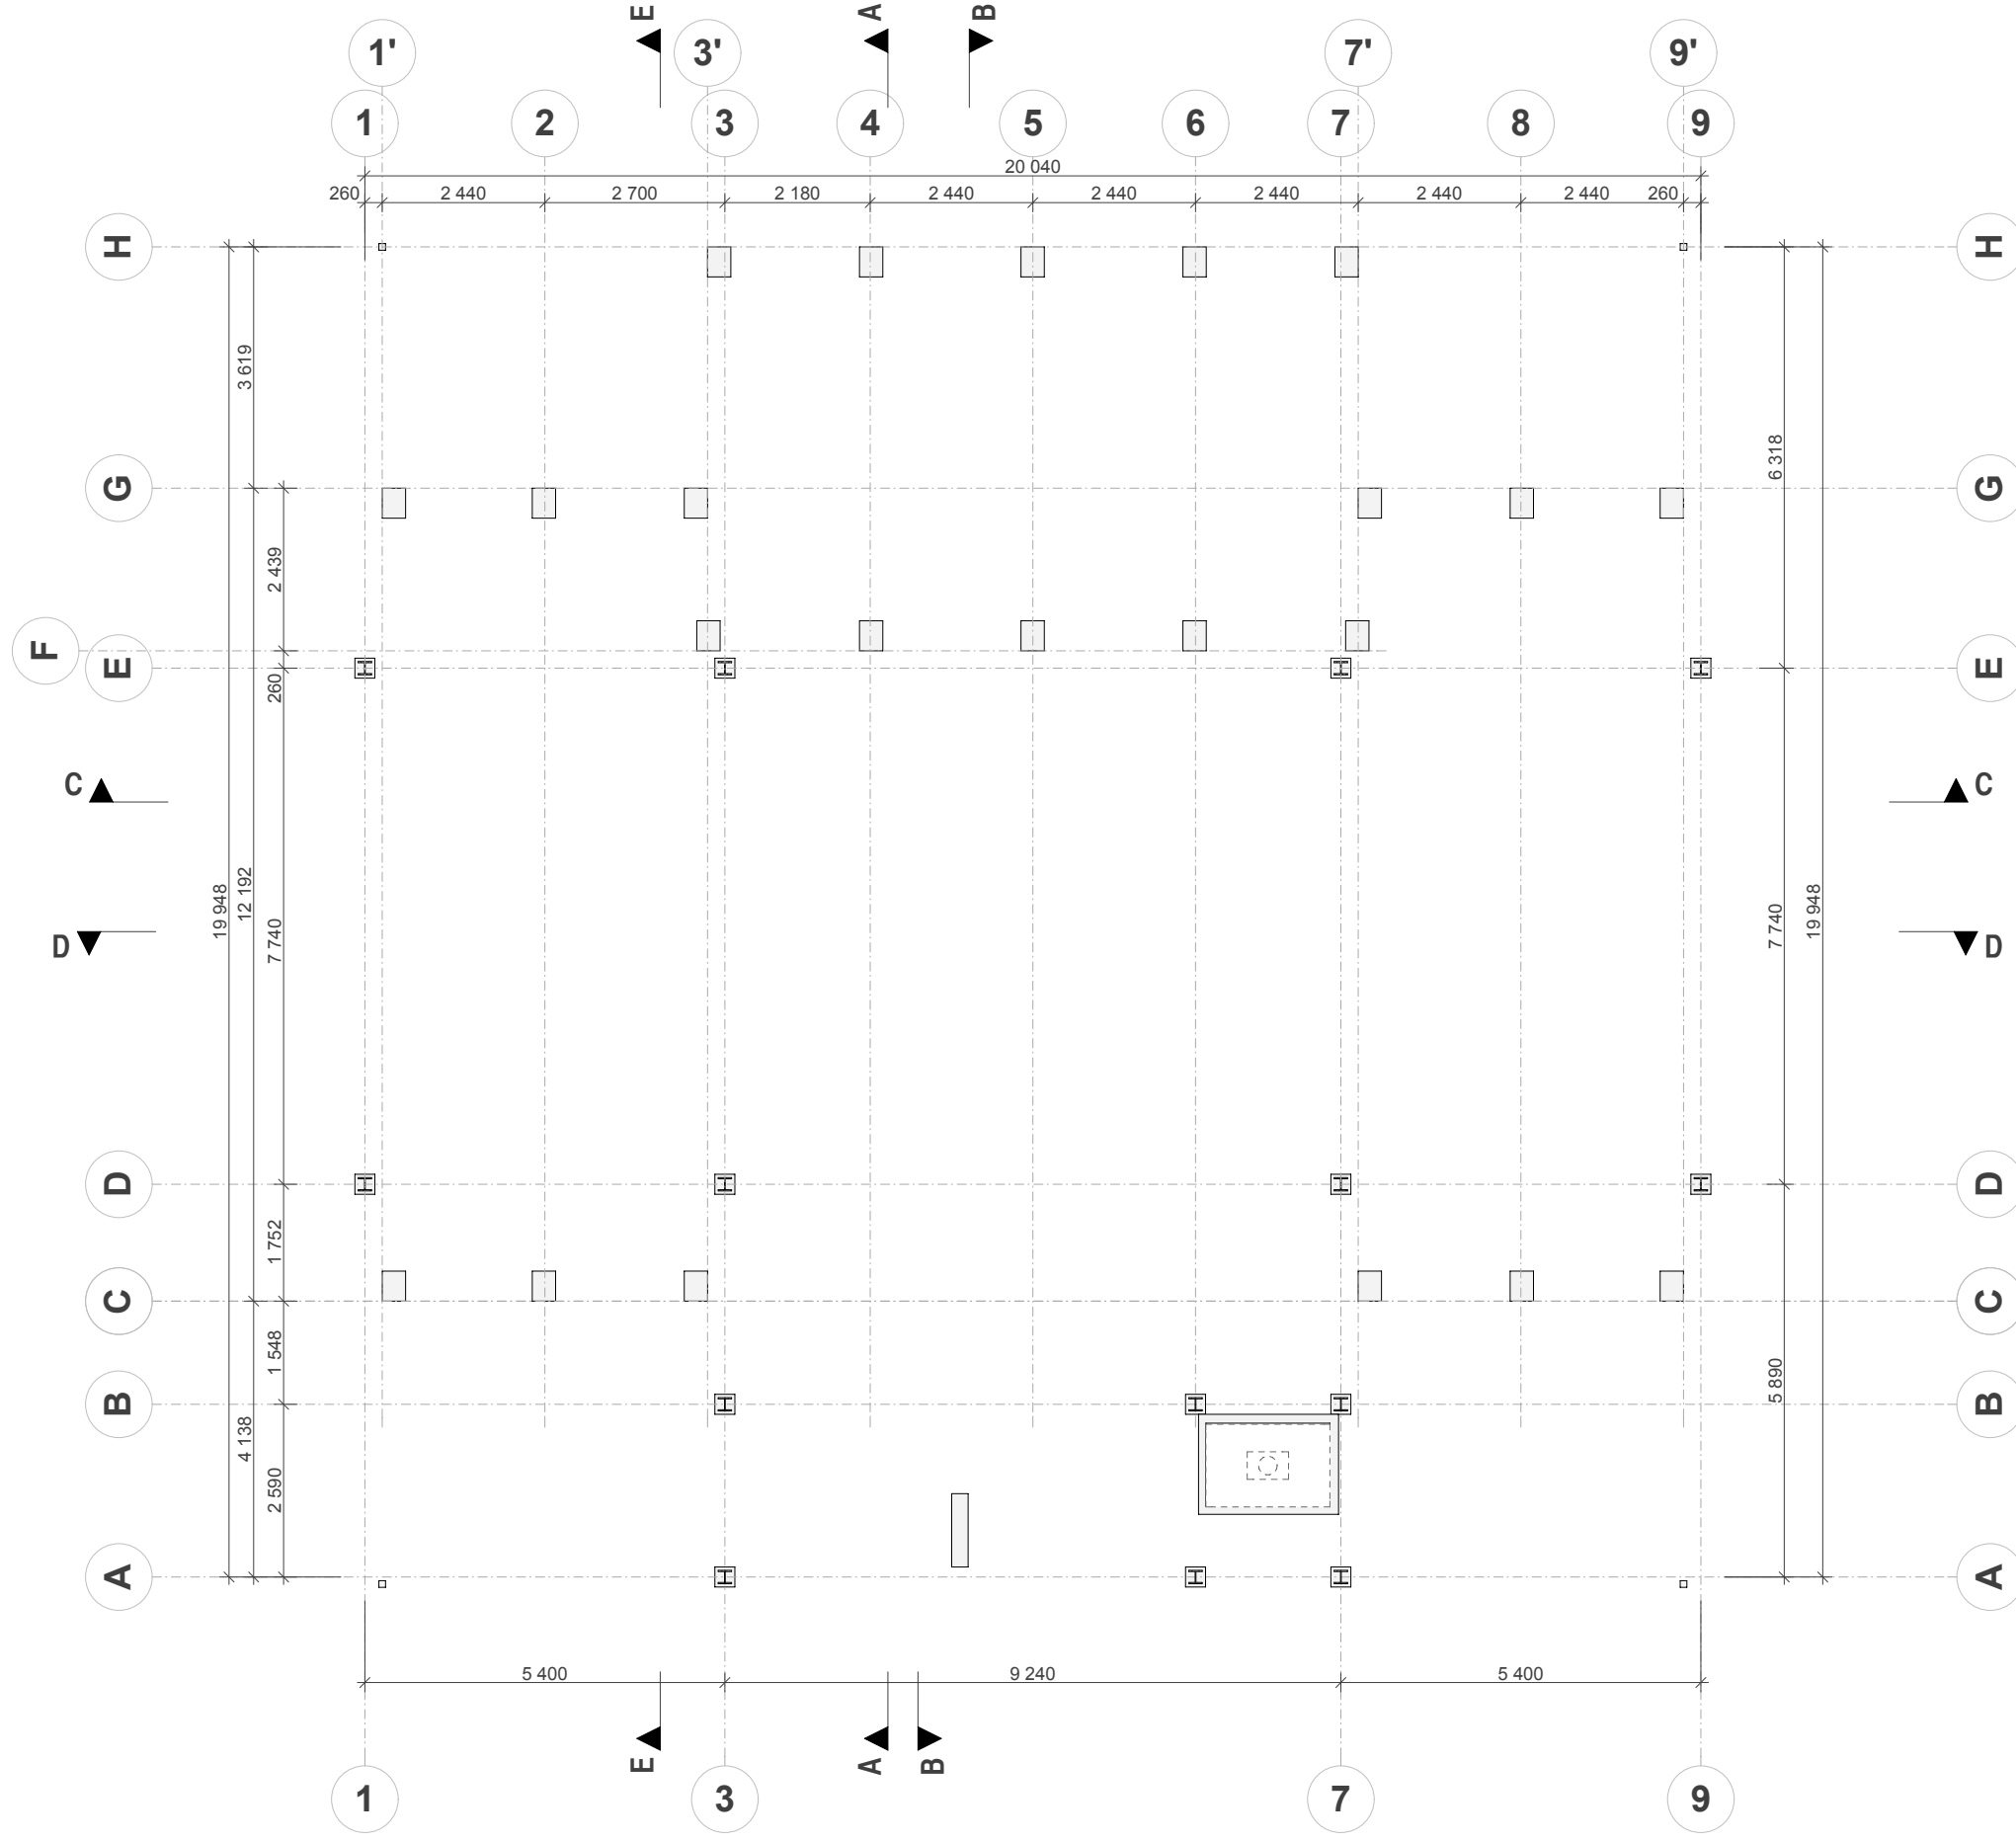 E A B
1' 3' 7' 9'
1 2 3 4 5 6 7 8 9
20 040
260 2 440 2 700 2 180 2 440 2 440 2 440 2 440 2 440 260
H H
3 619
6 318
G G
2 439
F
E E
260
C C
19 948 12 192 7 740 7 740 19 948
D D
D D
1 752
C C
1 548
5 890
B B
4 138
2 590
A A
5 400 9 240 5 400
E A B
1 3 7 9